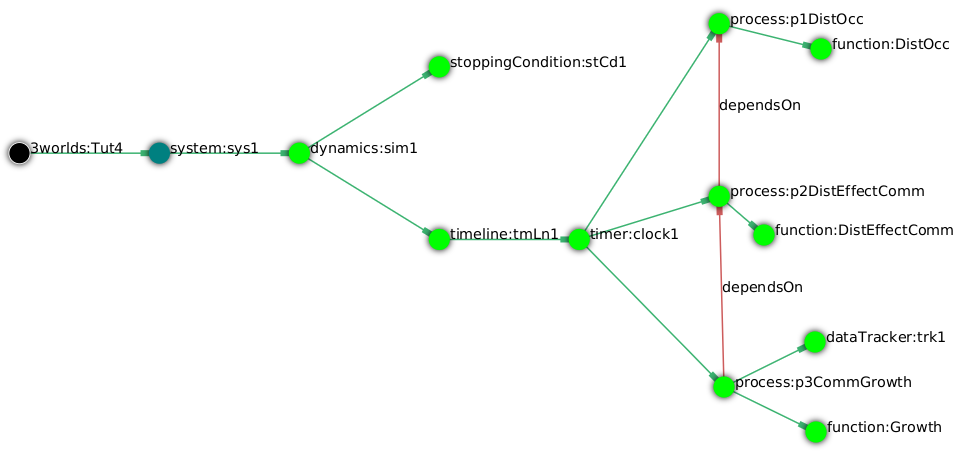 process:p1DistOcc
function:DistOcc
stoppingCondition:stCd1
dependsOn
3worlds:Tut4
system:sys1
dynamics:sim1
process:p2DistEffectComm
function:DistEffectComm
timeline:tmLn1
timer:clock1
dependsOn
dataTracker:trk1
process:p3CommGrowth
function:Growth